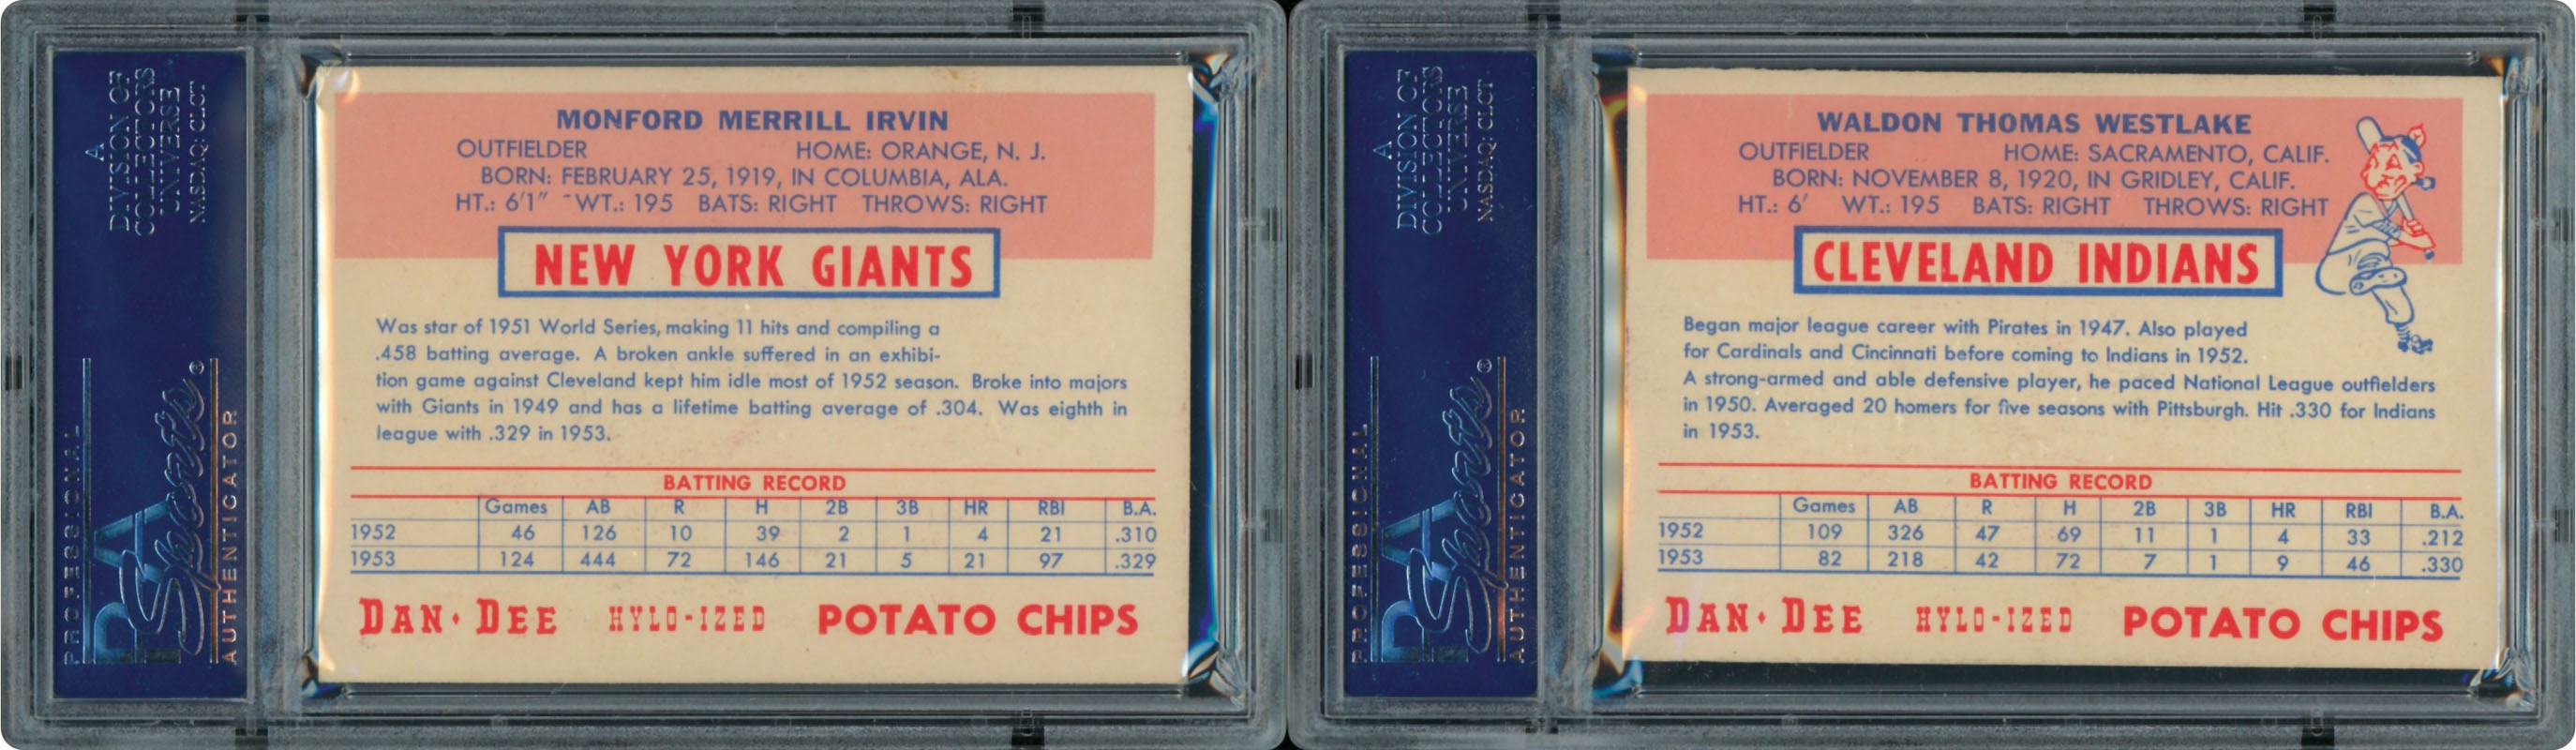 A
DIVISION OF
COLLECTORS
UNIVERSE
NASDAQ: CLCT
PROFESSIONAL
PSA
Sports®
AUTHENTICATOR
MONFORD MERRILL IRVIN
OUTFIELDER HOME: ORANGE, N. J.
BORN: FEBRUARY 25, 1919, IN COLUMBIA, ALA.
HT.: 6'1" WT.: 195 BATS: RIGHT THROWS: RIGHT
NEW YORK GIANTS
Was star of 1951 World Series, making 11 hits and compiling a
.458 batting average. A broken ankle suffered in an exhibi-
tion game against Cleveland kept him idle most of 1952 season. Broke into majors
with Giants in 1949 and has a lifetime batting average of .304. Was eighth in
league with .329 in 1953.
BATTING RECORD
Games AB R H 2B 3B HR RBI B.A.
1952 46 126 10 39 2 1 4 21 .310
1953 124 444 72 146 21 5 21 97 .329
DAN·DEE HYLO-IZED POTATO CHIPS
A
DIVISION OF
COLLECTORS
UNIVERSE
NASDAQ: CLCT
PROFESSIONAL
PSA
Sports®
AUTHENTICATOR
WALDON THOMAS WESTLAKE
OUTFIELDER HOME: SACRAMENTO, CALIF.
BORN: NOVEMBER 8, 1920, IN GRIDLEY, CALIF.
HT.: 6' WT.: 195 BATS: RIGHT THROWS: RIGHT
CLEVELAND INDIANS
Began major league career with Pirates in 1947. Also played
for Cardinals and Cincinnati before coming to Indians in 1952.
A strong-armed and able defensive player, he paced National League outfielders
in 1950. Averaged 20 homers for five seasons with Pittsburgh. Hit .330 for Indians
in 1953.
BATTING RECORD
Games AB R H 2B 3B HR RBI B.A.
1952 109 326 47 69 11 1 4 33 .212
1953 82 218 42 72 7 1 9 46 .330
DAN·DEE HYLO-IZED POTATO CHIPS